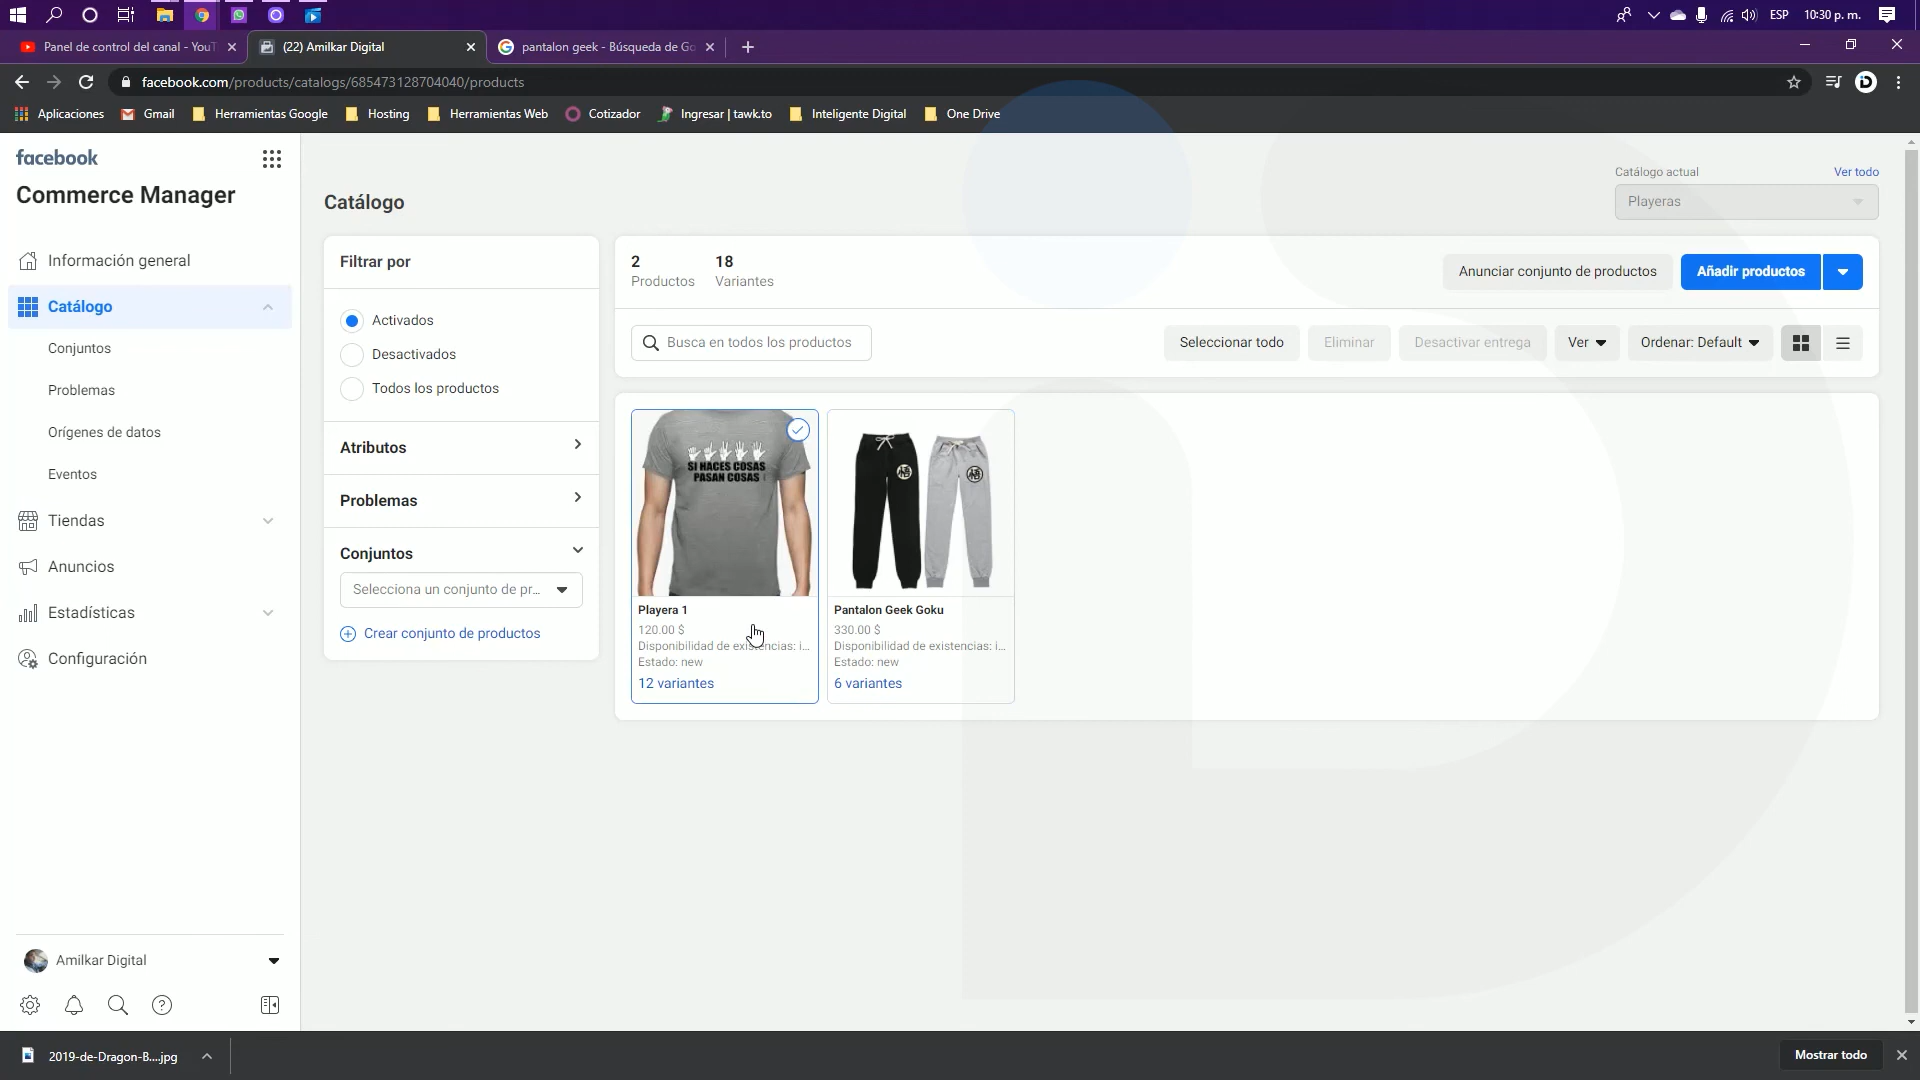 ESP
10:30 p. m.
Panel de control del canal - YouT
(22) Amilkar Digital
pantalon geek - Búsqueda de Go
facebook.com/products/catalogs/685473128704040/products
Aplicaciones
Gmail
Herramientas Google
Hosting
Herramientas Web
Cotizador
Ingresar | tawk.to
Inteligente Digital
One Drive
facebook
Commerce Manager
Información general
Catálogo
Conjuntos
Problemas
Orígenes de datos
Eventos
Tiendas
Anuncios
Estadísticas
Configuración
Amilkar Digital
Catálogo
Catálogo actual
Ver todo
Playeras
Filtrar por
Activados
Desactivados
Todos los productos
Atributos
Problemas
Conjuntos
Selecciona un conjunto de pr...
Crear conjunto de productos
2
Productos
18
Variantes
Anunciar conjunto de productos
Añadir productos
Busca en todos los productos
Seleccionar todo
Eliminar
Desactivar entrega
Ver
Ordenar: Default
SI HACES COSAS
PASAN COSAS
Playera 1
120.00 $
Disponibilidad de existencias: i...
Estado: new
12 variantes
Pantalon Geek Goku
330.00 $
Disponibilidad de existencias: i...
Estado: new
6 variantes
2019-de-Dragon-B....jpg
Mostrar todo